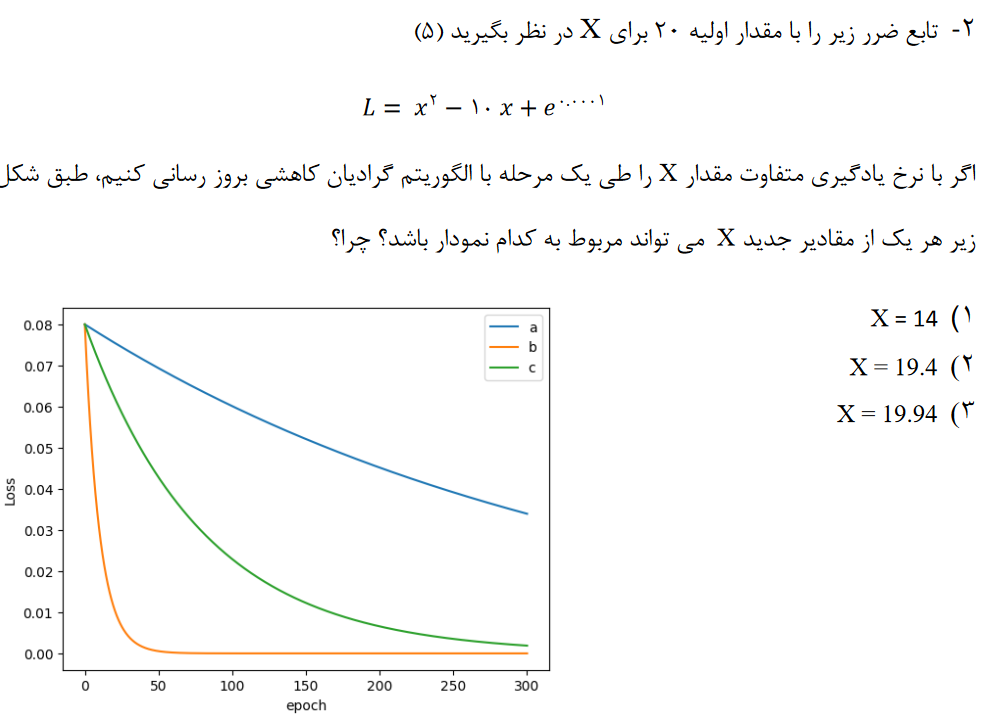 ۲- تابع ضرر زیر را با مقدار اولیه ۲۰ برای X در نظر بگیرید (۵)
L = x^۲ − ۱۰ x + e^۰.۰۰۰۱
اگر با نرخ یادگیری متفاوت مقدار X را طی یک مرحله با الگوریتم گرادیان کاهشی بروز رسانی کنیم، طبق شکل
زیر هر یک از مقادیر جدید X می تواند مربوط به کدام نمودار باشد؟ چرا؟
۱) X = 14
۲) X = 19.4
۳) X = 19.94
a
b
c
0.08
0.07
0.06
0.05
0.04
0.03
0.02
0.01
0.00
Loss
0 50 100 150 200 250 300
epoch